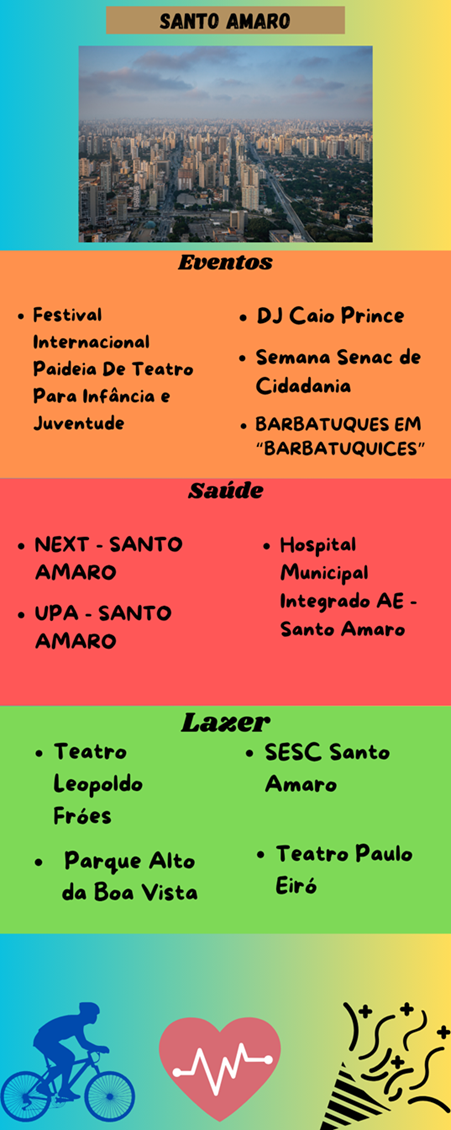 SANTO AMARO
Eventos
Festival
Internacional
Paideia De Teatro
Para Infância e
Juventude
DJ Caio Prince
Semana Senac de
Cidadania
BARBATUQUES EM
“BARBATUQUICES”
Saúde
NEXT - SANTO
AMARO
UPA - SANTO
AMARO
Hospital
Municipal
Integrado AE -
Santo Amaro
Lazer
Teatro
Leopoldo
Fróes
Parque Alto
da Boa Vista
SESC Santo
Amaro
Teatro Paulo
Eiró